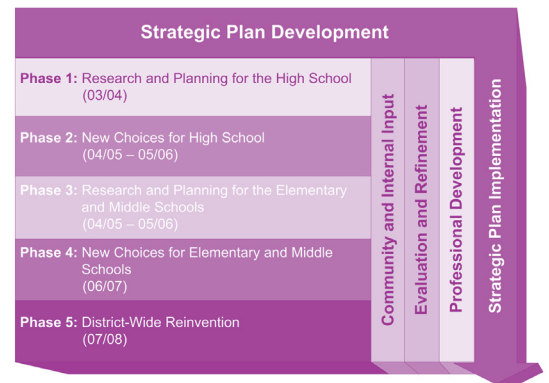 Strategic Plan Development
Phase 1: Research and Planning for the High School
(03/04)
Phase 2: New Choices for High School
(04/05 – 05/06)
Phase 3: Research and Planning for the Elementary
and Middle Schools
(04/05 – 05/06)
Phase 4: New Choices for Elementary and Middle
Schools
(06/07)
Phase 5: District-Wide Reinvention
(07/08)
Community and Internal Input
Evaluation and Refinement
Professional Development
Strategic Plan Implementation